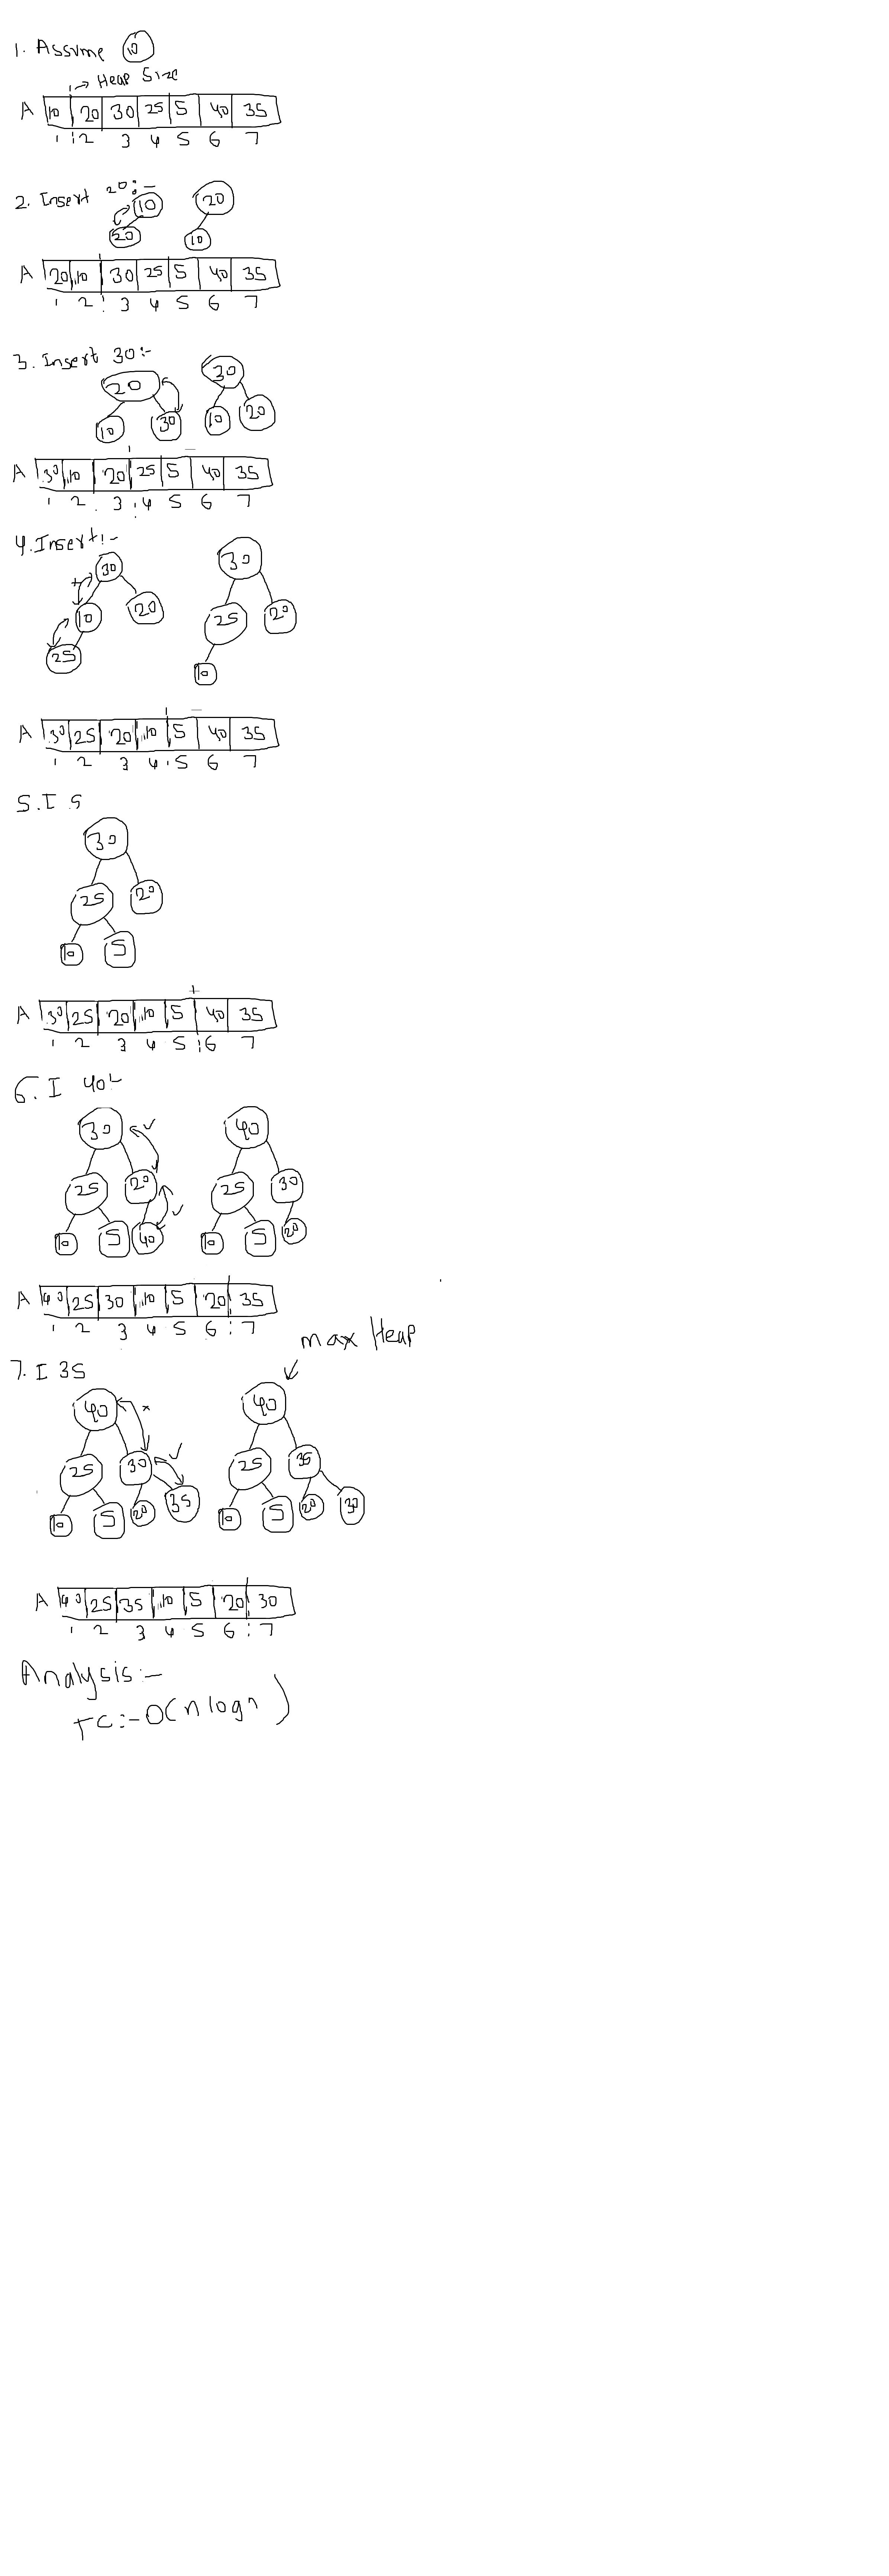 1. Assume 10
→ Heap Size
A 10 20 30 25 5 40 35
1 2 3 4 5 6 7
2. Insert 20:-
10 20
20 10
A 20 10 30 25 5 40 35
1 2 3 4 5 6 7
3. Insert 30:-
20 30
10 30 10 20
A 30 10 20 25 5 40 35
1 2 3 4 5 6 7
4. Insert:-
30 30
10 20 25 20
25 10
A 30 25 20 10 5 40 35
1 2 3 4 5 6 7
5. I 5
30
25 20
10 5
A 30 25 20 10 5 40 35
1 2 3 4 5 6 7
6. I 40
30 40
25 20 25 30
10 5 40 10 5 20
A 40 25 30 10 5 20 35
1 2 3 4 5 6 7
max Heap
7. I 35
40 40
25 30 25 35
10 5 20 35 10 5 20 30
A 40 25 35 10 5 20 30
1 2 3 4 5 6 7
Analysis:-
TC:- O(n logn)